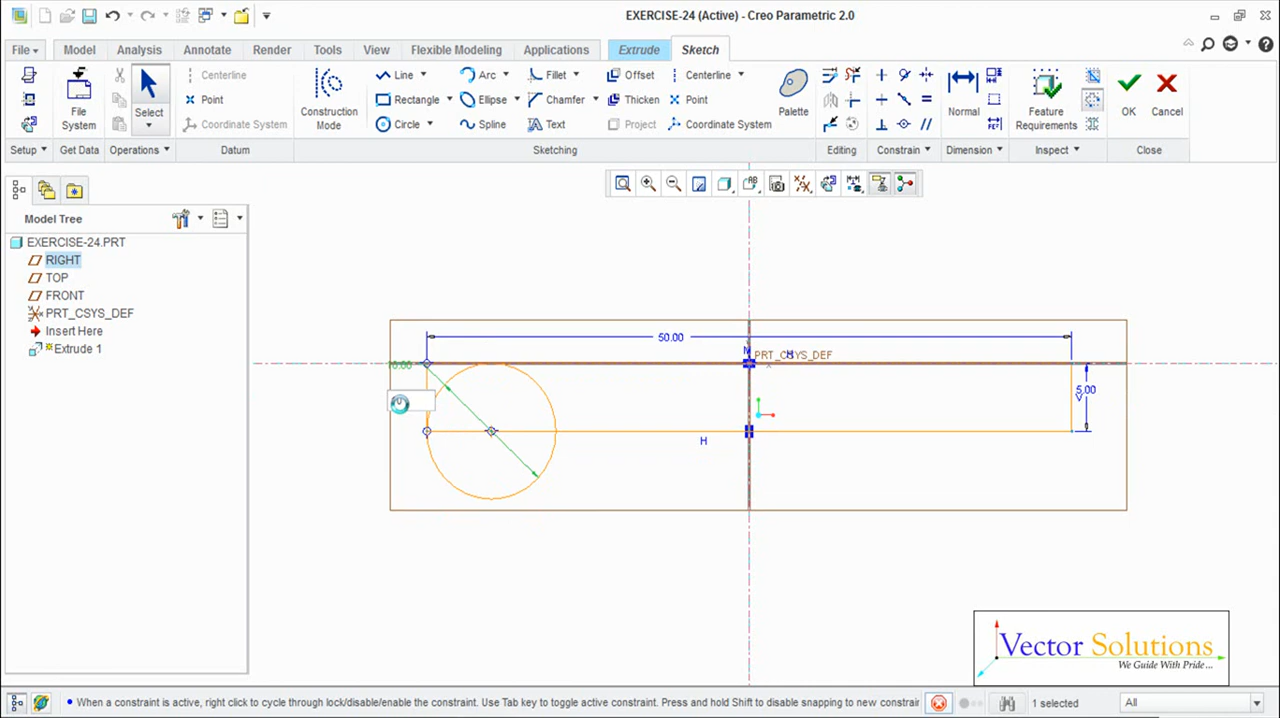 EXERCISE-24 (Active) - Creo Parametric 2.0
File Model Analysis Annotate Render Tools View Flexible Modeling Applications Extrude Sketch
Centerline Line Arc Fillet Offset Centerline
Point Rectangle Ellipse Chamfer Thicken Point
Coordinate System Circle Spline Text Project Coordinate System
File System Select Construction Mode Palette Normal Feature Requirements OK Cancel
Setup Get Data Operations Datum Sketching Editing Constrain Dimension Inspect Close
Model Tree
EXERCISE-24.PRT
RIGHT
TOP
FRONT
PRT_CSYS_DEF
Insert Here
Extrude 1
50.00
PRT_CSYS_DEF
H
5.00
V
H
Vector Solutions
We Guide With Pride...
When a constraint is active, right click to cycle through lock/disable/enable the constraint. Use Tab key to toggle active constraint. Press and hold Shift to disable snapping to new constrair
1 selected
All